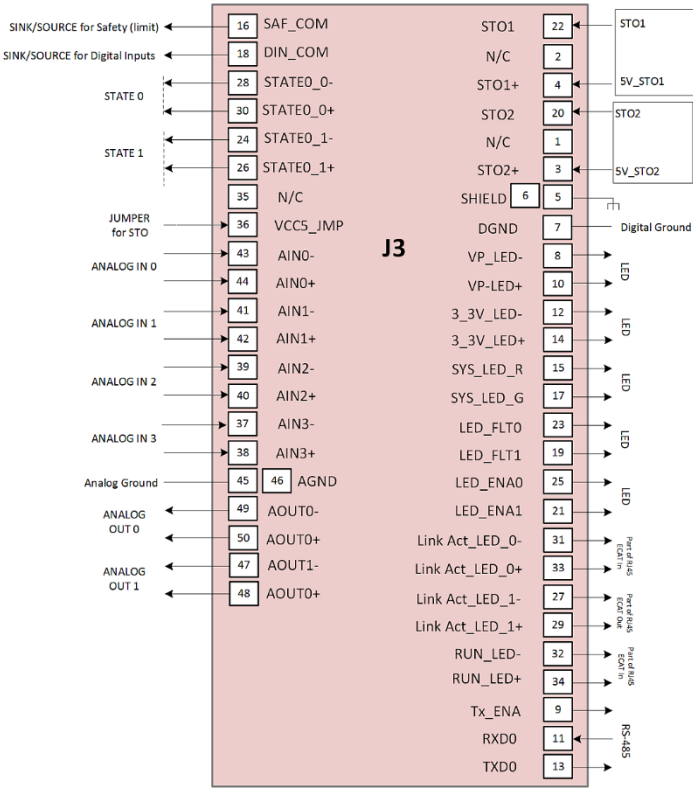 SINK/SOURCE for Safety (limit) 16 SAF_COM STO1 22 STO1
SINK/SOURCE for Digital Inputs 18 DIN_COM N/C 2
STATE 0
28 STATE0_0- STO1+ 4 5V_STO1
30 STATE0_0+ STO2 20 STO2
STATE 1
24 STATE0_1- N/C 1
26 STATE0_1+ STO2+ 3 5V_STO2
35 N/C SHIELD 6 5
JUMPER
for STO
36 VCC5_JMP DGND 7 Digital Ground
J3
ANALOG IN 0
43 AIN0- VP_LED- 8
44 AIN0+ VP-LED+ 10
LED
ANALOG IN 1
41 AIN1- 3_3V_LED- 12
42 AIN1+ 3_3V_LED+ 14
LED
ANALOG IN 2
39 AIN2- SYS_LED_R 15
40 AIN2+ SYS_LED_G 17
LED
ANALOG IN 3
37 AIN3- LED_FLT0 23
38 AIN3+ LED_FLT1 19
LED
Analog Ground 45 46 AGND LED_ENA0 25
ANALOG
OUT 0
49 AOUT0- LED_ENA1 21
LED
50 AOUT0+ Link Act_LED_0- 31
ANALOG
OUT 1
47 AOUT1- Link Act_LED_0+ 33
Part of RJ45
ECAT In
48 AOUT0+ Link Act_LED_1- 27
Link Act_LED_1+ 29
Part of RJ45
ECAT Out
RUN_LED- 32
RUN_LED+ 34
Part of RJ45
ECAT In
Tx_ENA 9
RXD0 11
TXD0 13
RS-485